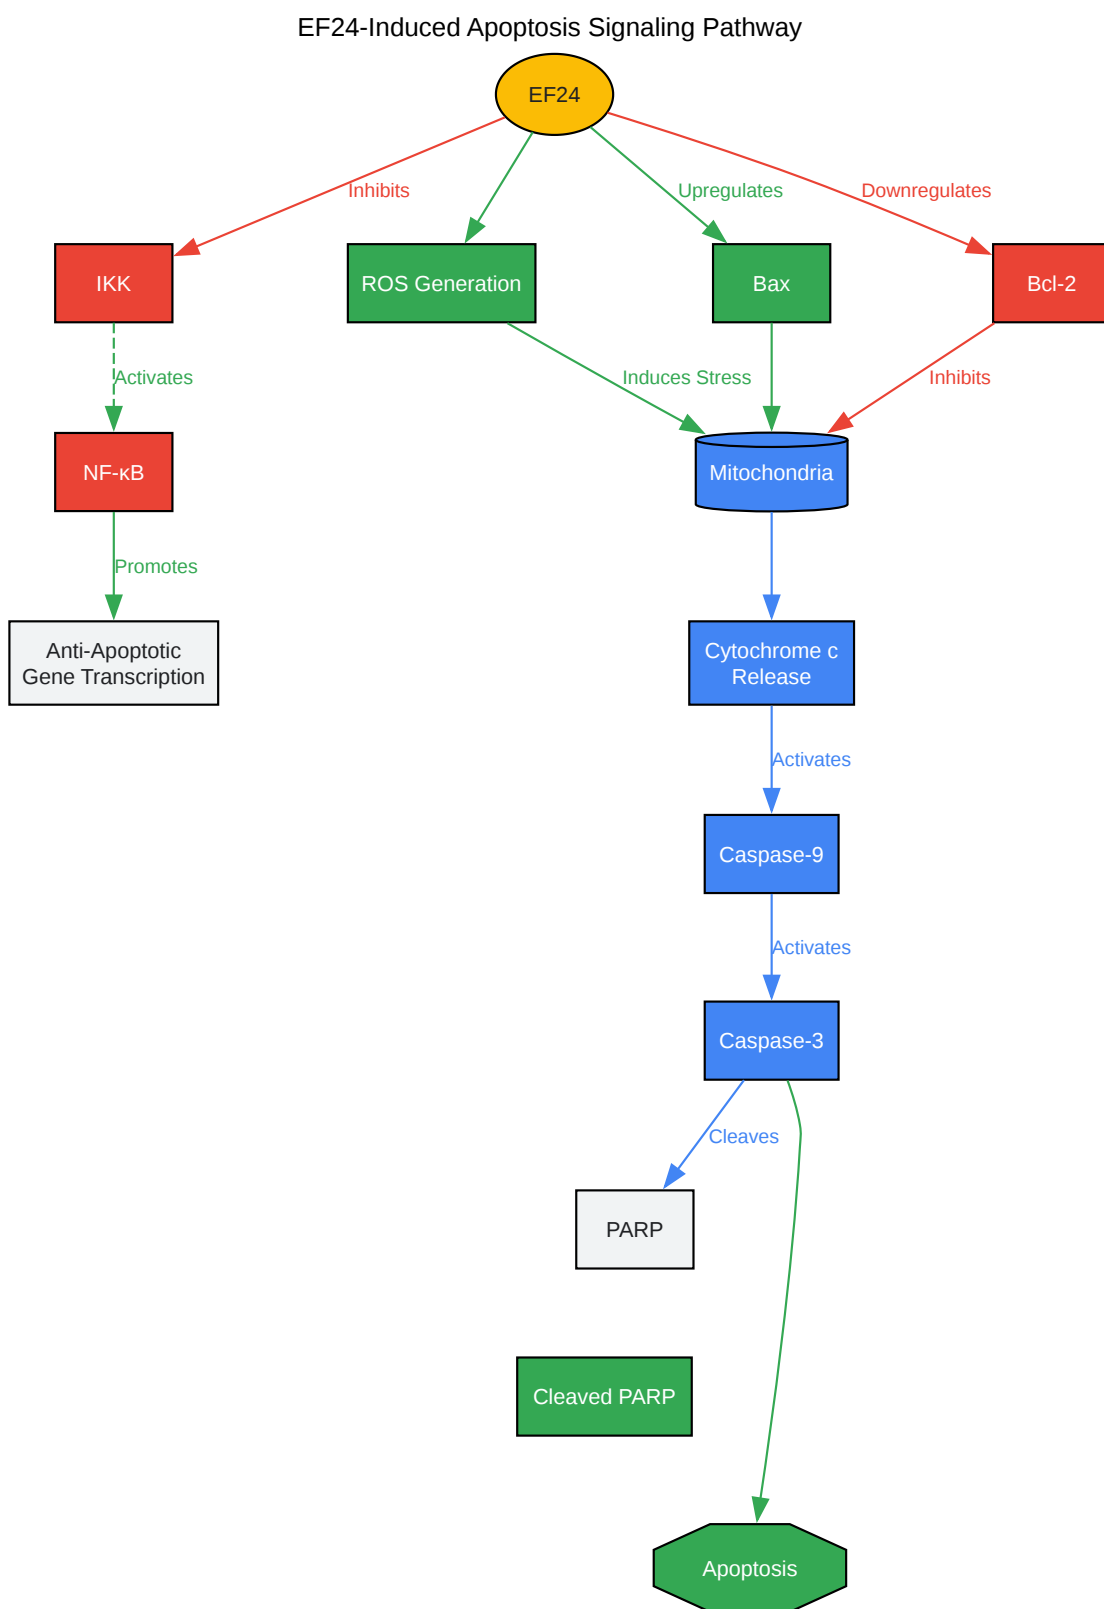 EF24-Induced Apoptosis Signaling Pathway
EF24
Inhibits
Upregulates
Downregulates
IKK
ROS Generation
Bax
Bcl-2
Activates
Induces Stress
Inhibits
NF-κB
Mitochondria
Promotes
Anti-Apoptotic
Gene Transcription
Cytochrome c
Release
Activates
Caspase-9
Activates
Caspase-3
Cleaves
PARP
Cleaved PARP
Apoptosis